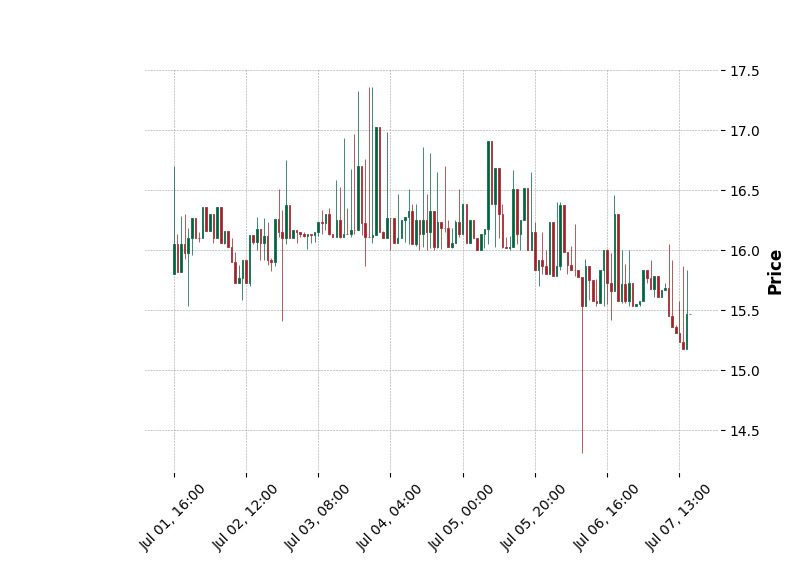 17.5
17.0
16.5
16.0
15.5
15.0
14.5
Price
Jul 01, 16:00
Jul 02, 12:00
Jul 03, 08:00
Jul 04, 04:00
Jul 05, 00:00
Jul 05, 20:00
Jul 06, 16:00
Jul 07, 13:00